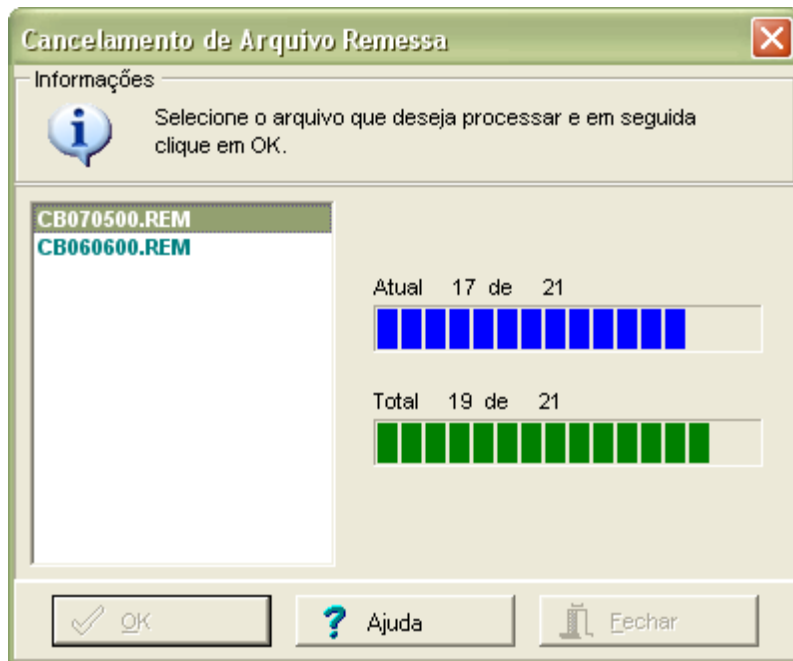 Cancelamento de Arquivo Remessa
Informações
Selecione o arquivo que deseja processar e em seguida
clique em OK.
CB070500.REM
CB060600.REM
Atual 17 de 21
Total 19 de 21
OK
Ajuda
Fechar